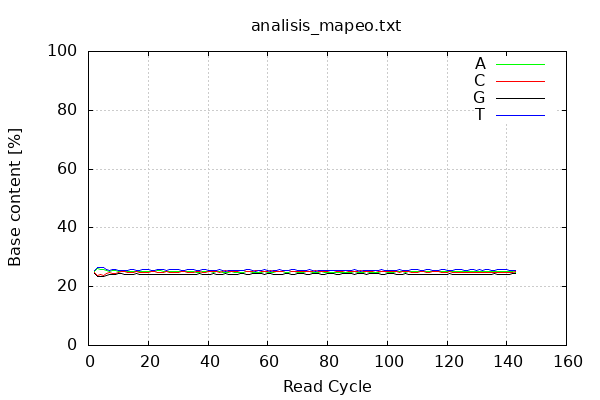 analisis_mapeo.txt
100
80
60
40
20
0
Base content [%]
A
C
G
T
0 20 40 60 80 100 120 140 160
Read Cycle